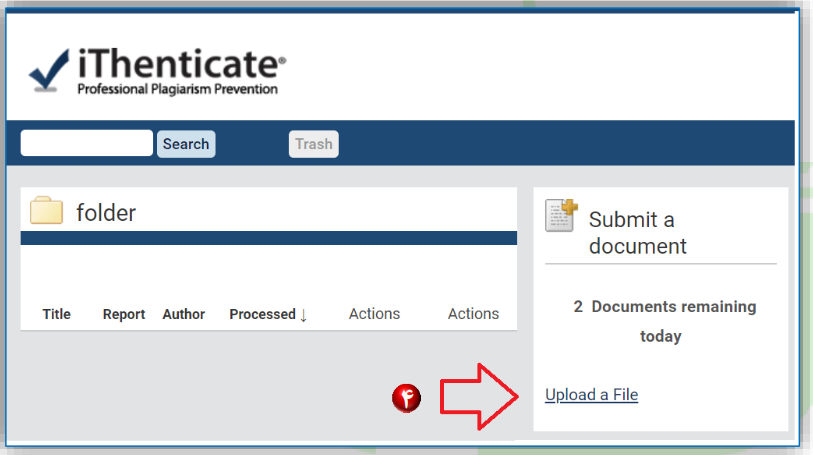 iThenticate®
Professional Plagiarism Prevention
Search Trash
folder
Submit a
document
Title Report Author Processed ↓ Actions Actions
2 Documents remaining
today
۴
Upload a File